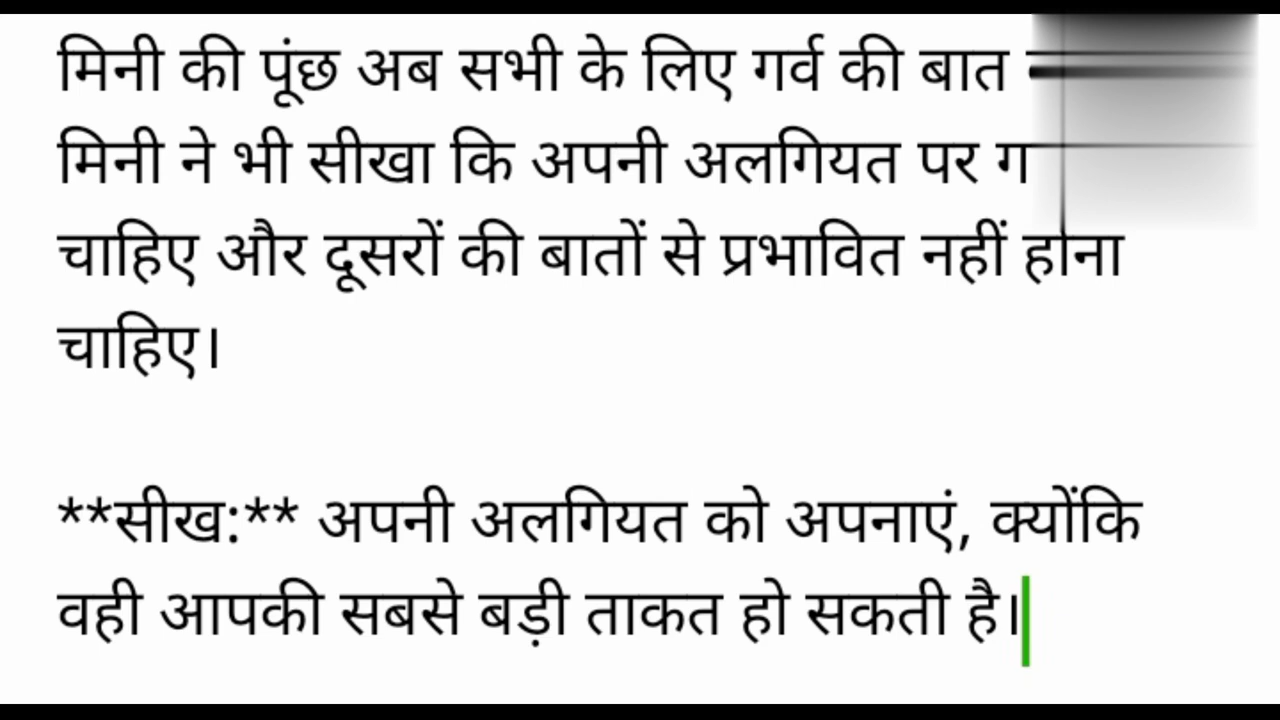 मिनी की पूंछ अब सभी के लिए गर्व की बात
मिनी ने भी सीखा कि अपनी अलगियत पर
चाहिए और दूसरों की बातों से प्रभावित नहीं होना
चाहिए।
**सीख:** अपनी अलगियत को अपनाएं, क्योंकि
वही आपकी सबसे बड़ी ताकत हो सकती है।